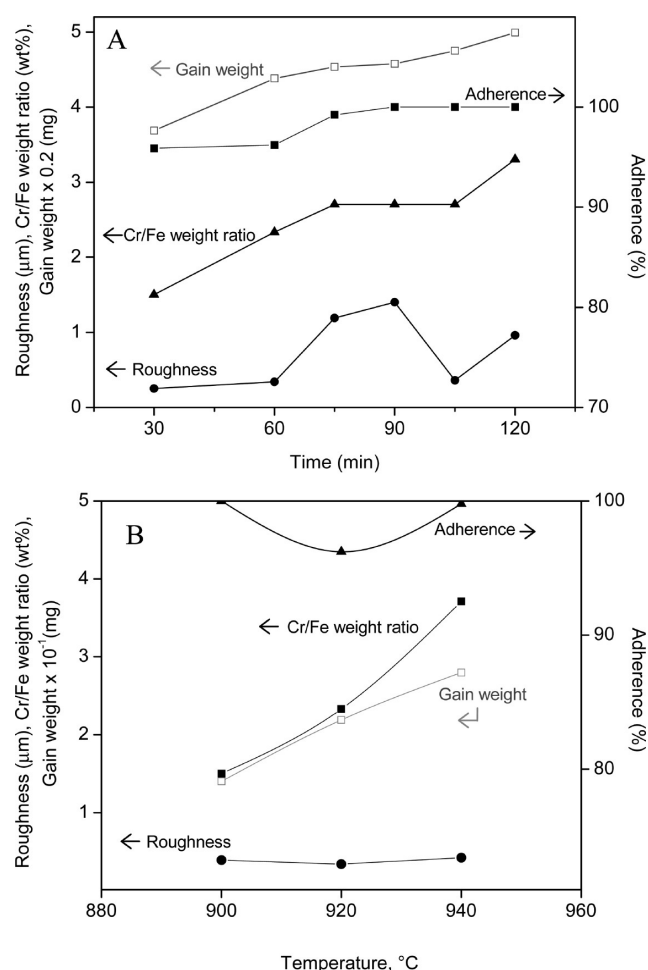 A
Roughness (μm), Cr/Fe weight ratio (wt%),
Gain weight x 0.2 (mg)
5
4
3
2
1
0
Gain weight
Adherence
Cr/Fe weight ratio
Roughness
100
90
80
70
Adherence (%)
30 60 90 120
Time (min)
B
Roughness (μm), Cr/Fe weight ratio (wt%),
Gain weight x 10⁻¹(mg)
5
4
3
2
1
Adherence
Cr/Fe weight ratio
Gain weight
Roughness
100
90
80
Adherence (%)
880 900 920 940 960
Temperature, °C